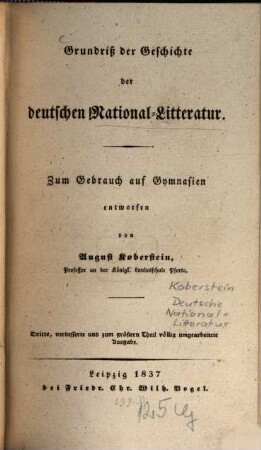 Grundriß der Geschichte
der
deutschen National-Litteratur.
Zum Gebrauch auf Gymnasien
entworfen
von
August Koberstein,
Professor an der Königl. Landesschule Pforta.
Koberstein
Deutsche
National-
Litteratur
Dritte, verbesserte und zum größern Theil völlig umgearbeitete
Ausgabe.
Leipzig 1837
bei Friedr. Chr. Wilh. Vogel.